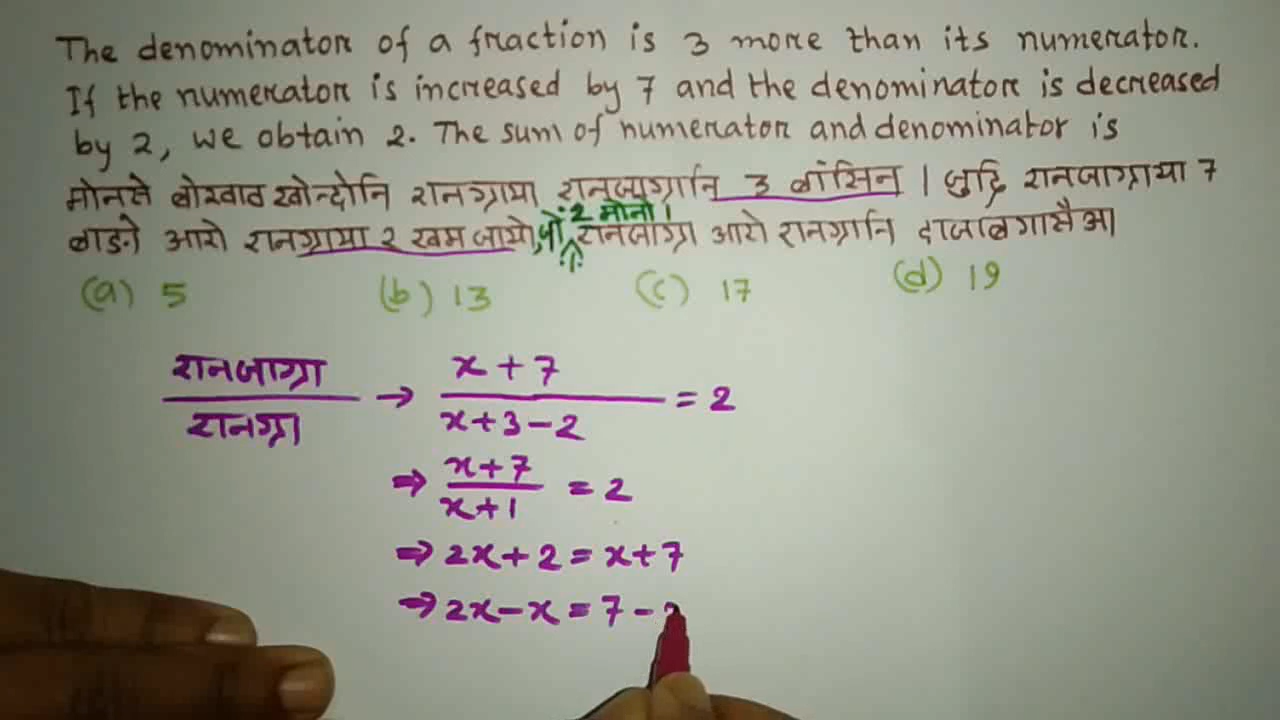 The denominator of a fraction is 3 more than its numerator.
If the numerator is increased by 7 and the denominator is decreased
by 2, we obtain 2. The sum of numerator and denominator is
मोनसे बोखाव खोन्दोनि रानग्राया रानजाग्रानि 3 बांसिन। जुदि रानजाग्राया 7
: 2 मोनो।
बाडने आरो रानग्राया 2 खम जायो, रानजाग्रा आरो रानग्रानि दाजाबगासैआ
(a) 5 (b) 13 (c) 17 (d) 19
रानजाग्रा → x + 7
रानग्रा x + 3 - 2 = 2
⇒ x + 7
x + 1 = 2
⇒ 2x + 2 = x + 7
⇒ 2x - x = 7 -